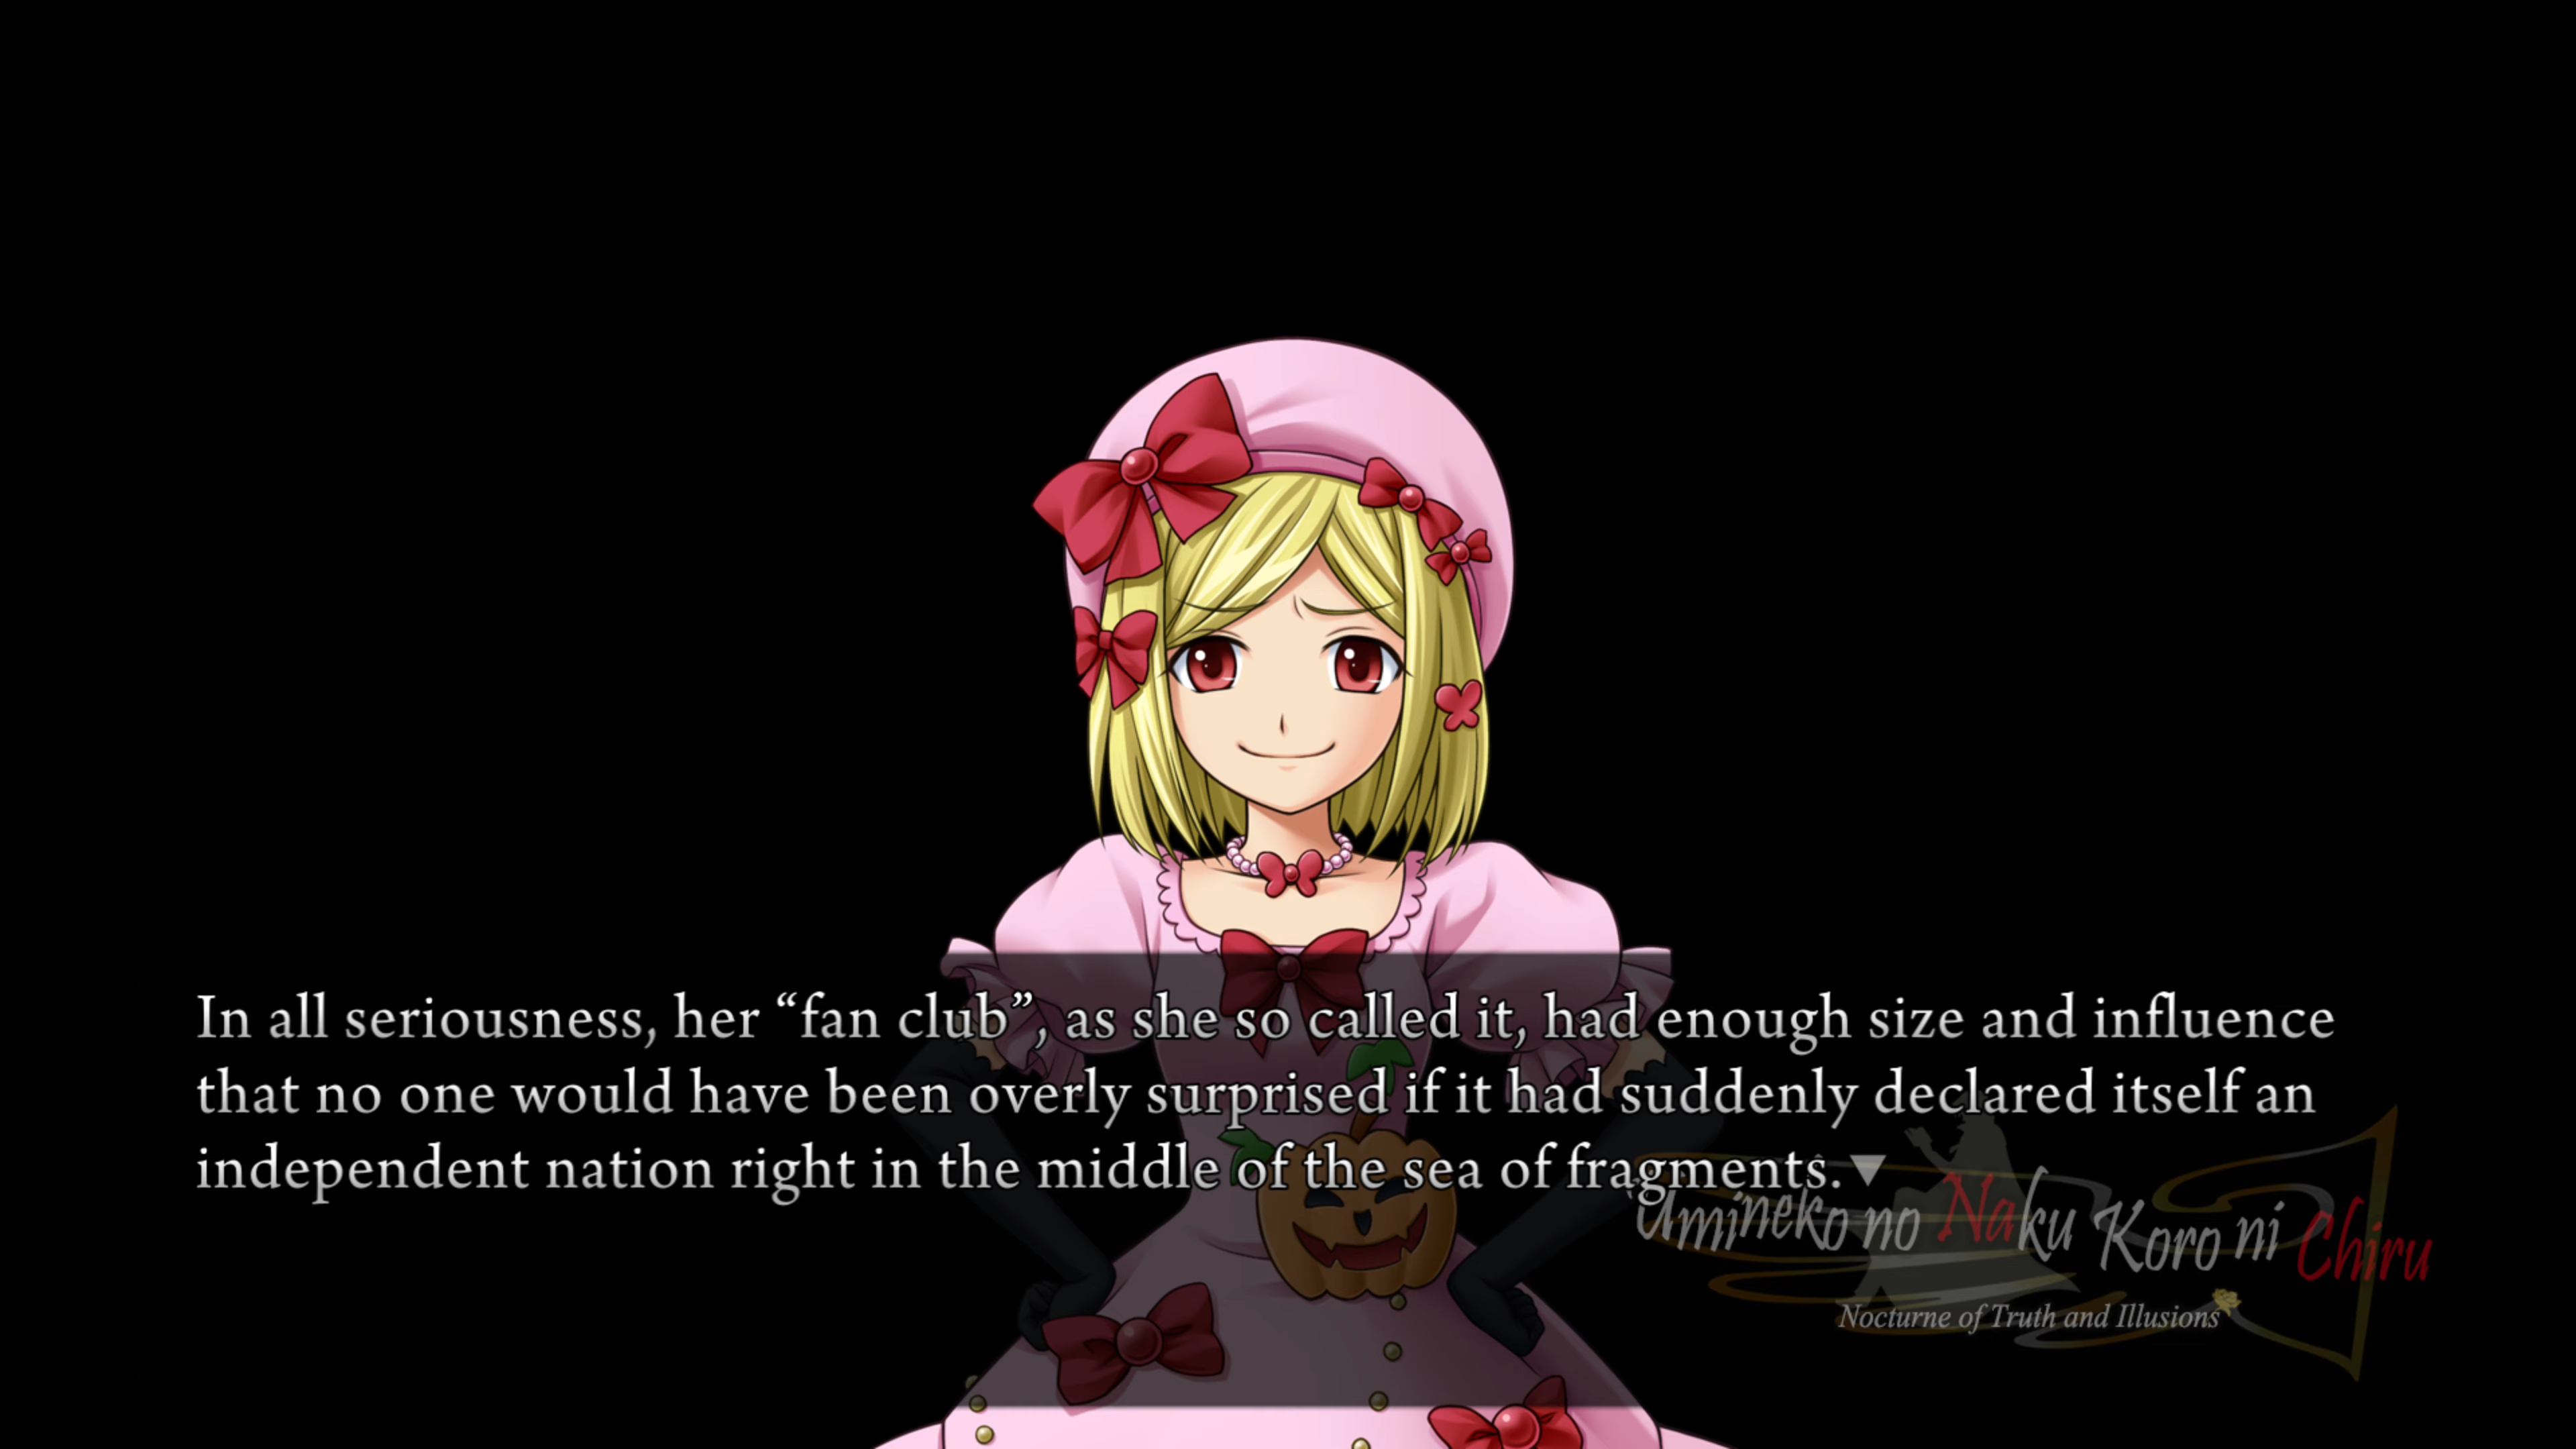 In all seriousness, her “fan club”, as she so called it, had enough size and influence
that no one would have been overly surprised if it had suddenly declared itself an
independent nation right in the middle of the sea of fragments.
Umineko no Naku Koro ni Chiru
Nocturne of Truth and Illusions